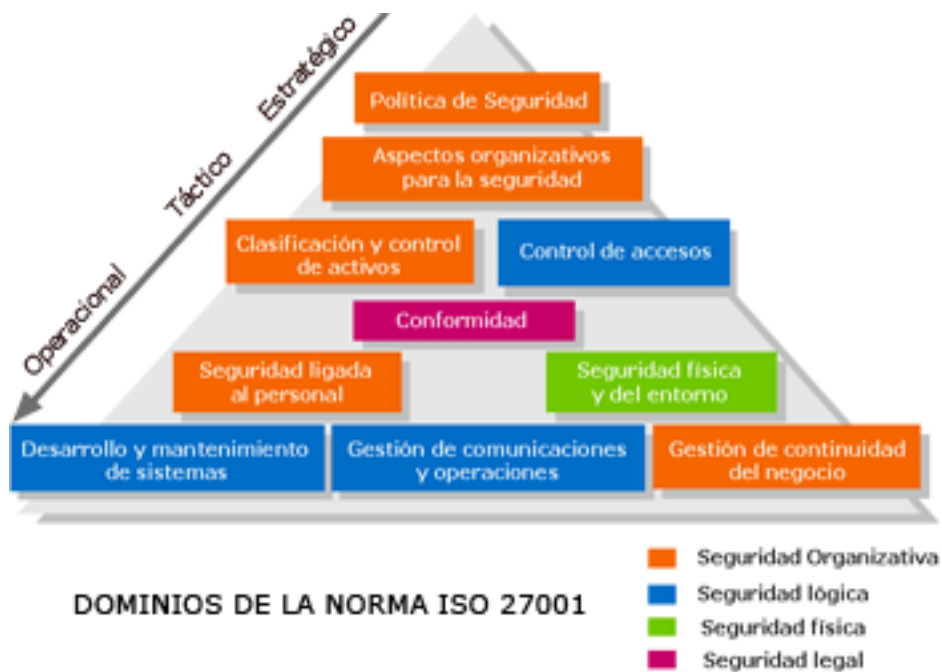 Estratégico
Táctico
Operacional
Política de Seguridad
Aspectos organizativos
para la seguridad
Clasificación y control
de activos
Control de accesos
Conformidad
Seguridad ligada
al personal
Seguridad física
y del entorno
Desarrollo y mantenimiento
de sistemas
Gestión de comunicaciones
y operaciones
Gestión de continuidad
del negocio
DOMINIOS DE LA NORMA ISO 27001
Seguridad Organizativa
Seguridad lógica
Seguridad física
Seguridad legal